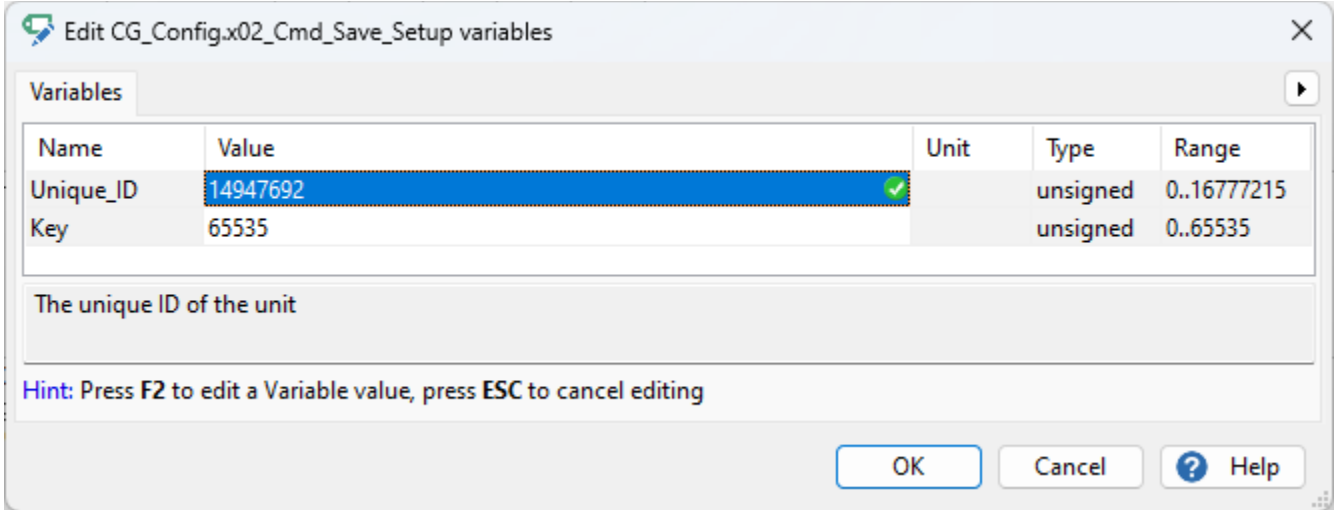 Edit CG_Config.x02_Cmd_Save_Setup variables
Variables
Name Value Unit Type Range
Unique_ID 14947692 unsigned 0..16777215
Key 65535 unsigned 0..65535
The unique ID of the unit
Hint: Press F2 to edit a Variable value, press ESC to cancel editing
OK Cancel Help